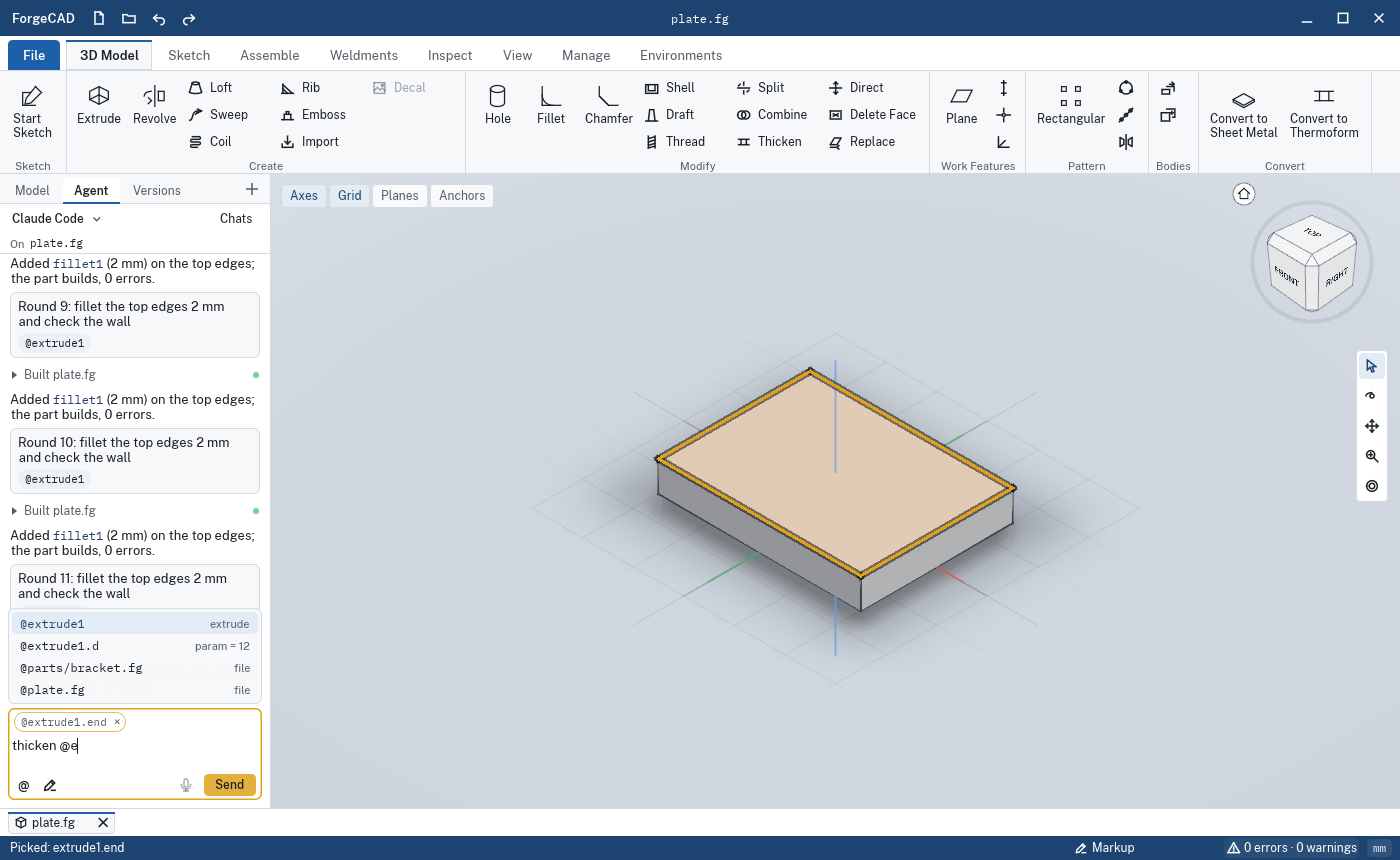 ForgeCAD
plate.fg
File
3D Model
Sketch
Assemble
Weldments
Inspect
View
Manage
Environments
Start
Sketch
Sketch
Extrude
Revolve
Loft
Sweep
Coil
Rib
Emboss
Import
Decal
Create
Hole
Fillet
Chamfer
Shell
Draft
Thread
Split
Combine
Thicken
Direct
Delete Face
Replace
Modify
Plane
Work Features
Rectangular
Pattern
Bodies
Convert to
Sheet Metal
Convert to
Thermoform
Convert
Model
Agent
Versions
Claude Code
Chats
On plate.fg
Added fillet1 (2 mm) on the top edges;
the part builds, 0 errors.
Round 9: fillet the top edges 2 mm
and check the wall
@extrude1
Built plate.fg
Added fillet1 (2 mm) on the top edges;
the part builds, 0 errors.
Round 10: fillet the top edges 2 mm
and check the wall
@extrude1
Built plate.fg
Added fillet1 (2 mm) on the top edges;
the part builds, 0 errors.
Round 11: fillet the top edges 2 mm
and check the wall
@extrude1 extrude
@extrude1.d param = 12
@parts/bracket.fg file
@plate.fg file
@extrude1.end ×
thicken @e
@
Send
Axes
Grid
Planes
Anchors
TOP
FRONT
RIGHT
plate.fg
Picked: extrude1.end
Markup
0 errors · 0 warnings
mm